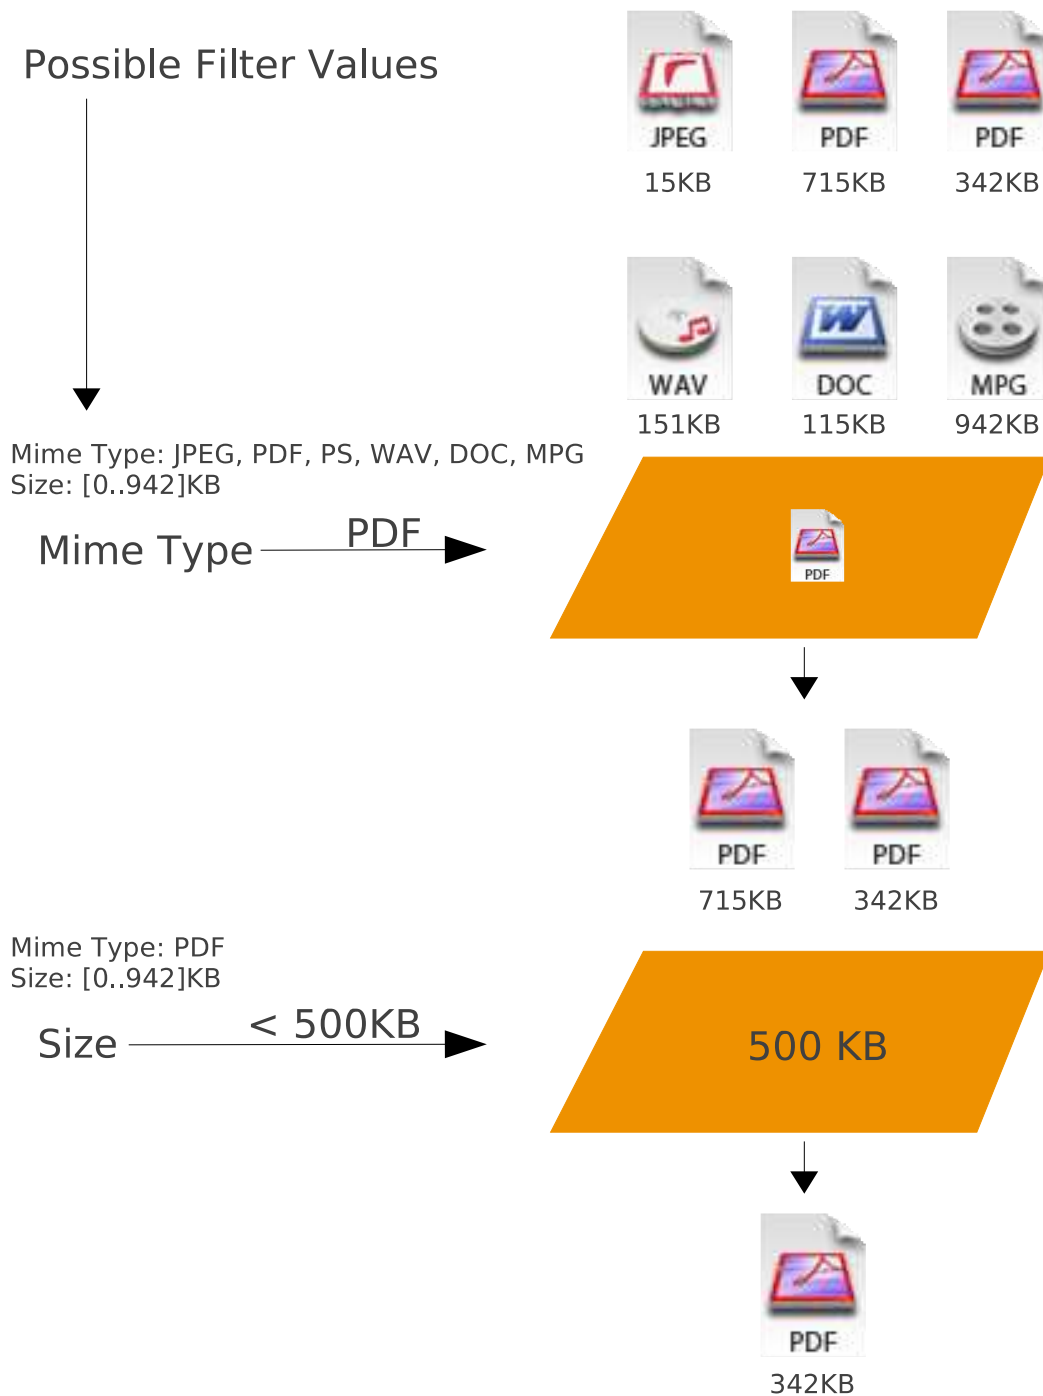 Possible Filter Values
JPEG PDF PDF
15KB 715KB 342KB
WAV DOC MPG
151KB 115KB 942KB
Mime Type: JPEG, PDF, PS, WAV, DOC, MPG
Size: [0..942]KB
Mime Type PDF
PDF
PDF PDF
715KB 342KB
Mime Type: PDF
Size: [0..942]KB
Size < 500KB
500 KB
PDF
342KB